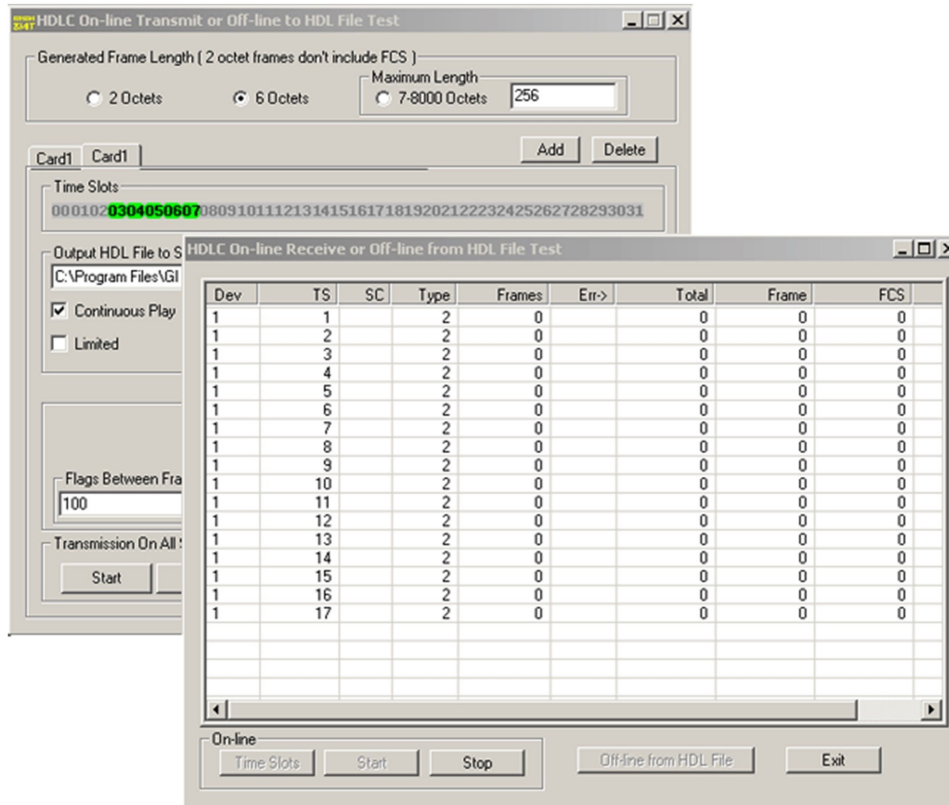 HDLC On-line Transmit or Off-line to HDL File Test
Generated Frame Length ( 2 octet frames don't include FCS )
Maximum Length
2 Octets 6 Octets 7-8000 Octets 256
Card1 Card1 Add Delete
Time Slots
0001020304050607080910111213141516171819202122232425262728293031
Output HDL File to S
C:\Program Files\Gl
Continuous Play
Limited
Flags Between Fra
100
Transmission On All
Start
HDLC On-line Receive or Off-line from HDL File Test
Dev TS SC Type Frames Err-> Total Frame FCS
1 1 2 0 0 0 0
1 2 2 0 0 0 0
1 3 2 0 0 0 0
1 4 2 0 0 0 0
1 5 2 0 0 0 0
1 6 2 0 0 0 0
1 7 2 0 0 0 0
1 8 2 0 0 0 0
1 9 2 0 0 0 0
1 10 2 0 0 0 0
1 11 2 0 0 0 0
1 12 2 0 0 0 0
1 13 2 0 0 0 0
1 14 2 0 0 0 0
1 15 2 0 0 0 0
1 16 2 0 0 0 0
1 17 2 0 0 0 0
On-line
Time Slots Start Stop Off-line from HDL File Exit